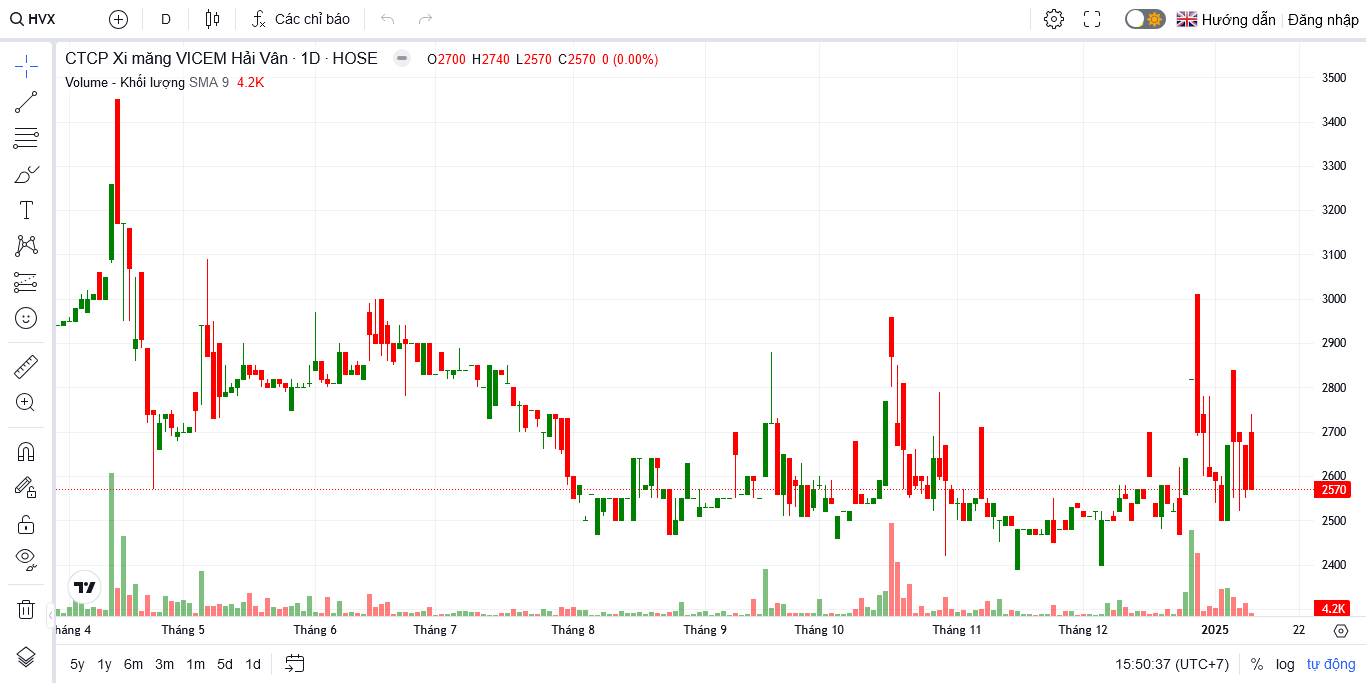 HVX D Các chỉ báo Hướng dẫn Đăng nhập
CTCP Xi măng VICEM Hải Vân · 1D · HOSE O2700 H2740 L2570 C2570 0 (0.00%)
Volume - Khối lượng SMA 9 4.2K
3500
3400
3300
3200
3100
3000
2900
2800
2700
2600
2570
2500
2400
4.2K
háng 4 Tháng 5 Tháng 6 Tháng 7 Tháng 8 Tháng 9 Tháng 10 Tháng 11 Tháng 12 2025 22
5y 1y 6m 3m 1m 5d 1d 15:50:37 (UTC+7) % log tự động